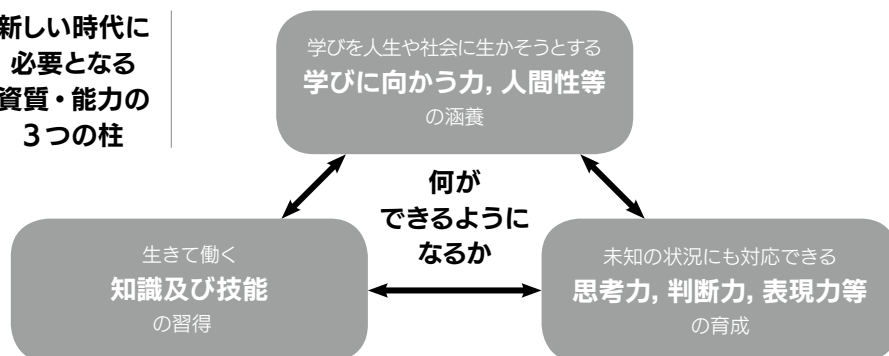 新しい時代に
必要となる
資質・能力の
3つの柱
学びを人生や社会に生かそうとする
学びに向かう力, 人間性等
の涵養
何が
できるように
なるか
生きて働く
知識及び技能
の習得
未知の状況にも対応できる
思考力, 判断力, 表現力等
の育成